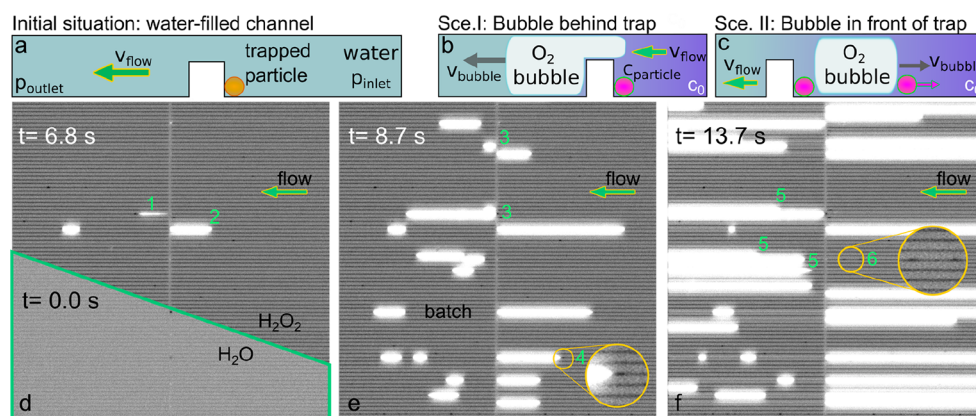 Initial situation: water-filled channel
Sce.I: Bubble behind trap
Sce. II: Bubble in front of trap
a
v_flow
trapped particle
water
p_outlet
p_inlet
b
v_bubble
O₂ bubble
v_flow
c_particle
c₀
c
v_flow
O₂ bubble
v_bubble
c₀
t= 6.8 s
flow
1
2
t= 0.0 s
H₂O₂
H₂O
d
t= 8.7 s
3
flow
3
batch
4
e
t= 13.7 s
flow
5
5
5
6
f